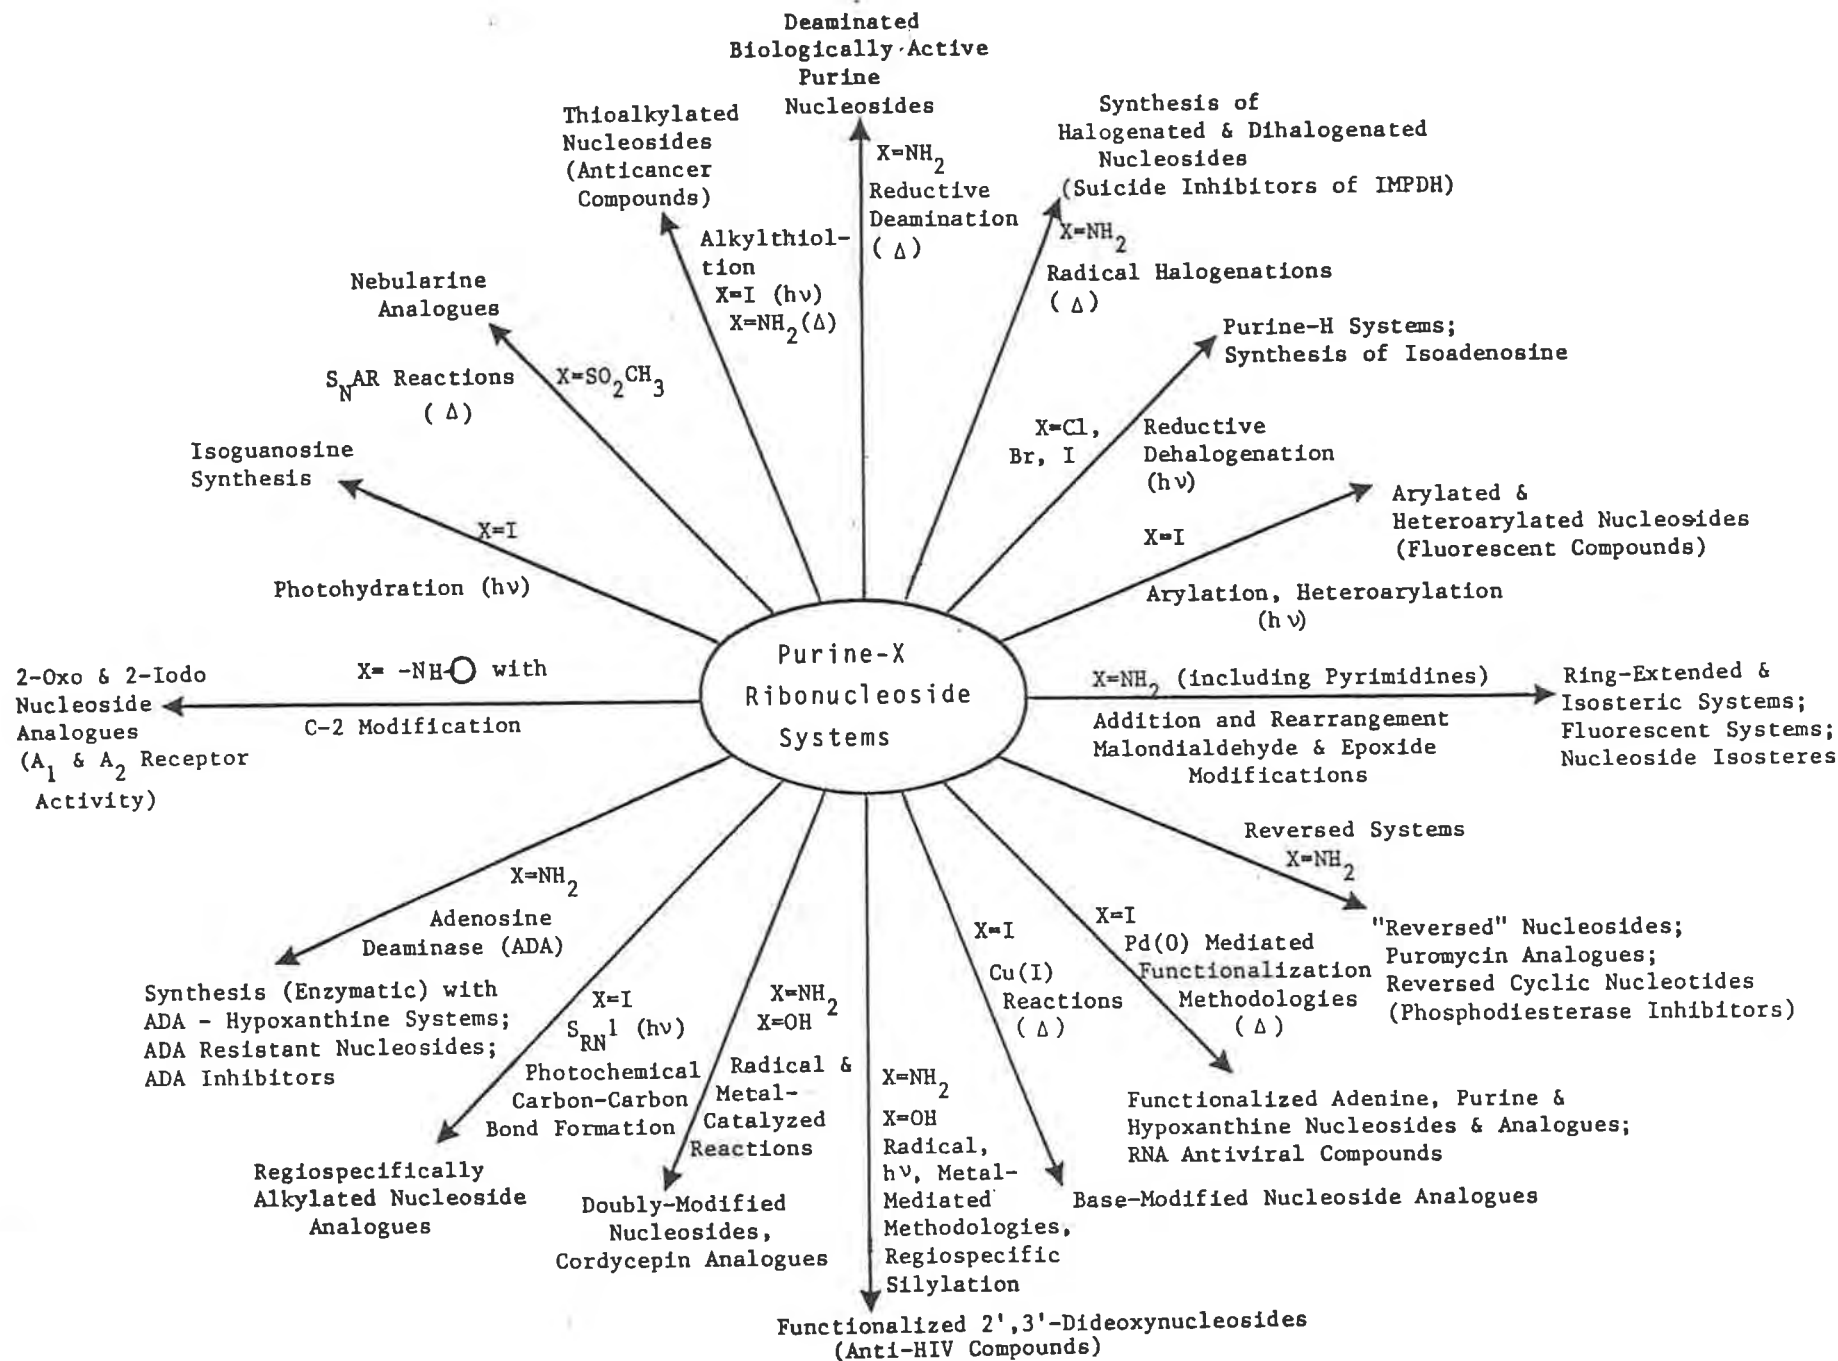 Deaminated
Biologically Active
Purine
Nucleosides
X=NH2
Reductive
Deamination
( Δ )
Thioalkylated
Nucleosides
(Anticancer
Compounds)
Alkylthiol-
tion
X=I (hν)
X=NH2(Δ)
Synthesis of
Halogenated & Dihalogenated
Nucleosides
(Suicide Inhibitors of IMPDH)
X=NH2
Radical Halogenations
( Δ )
Nebularine
Analogues
SNAR Reactions
( Δ )
X=SO2CH3
Purine-H Systems;
Synthesis of Isoadenosine
X=Cl,
Br, I
Reductive
Dehalogenation
(hν)
Isoguanosine
Synthesis
X=I
Photohydration (hν)
Arylated &
Heteroarylated Nucleosides
(Fluorescent Compounds)
X=I
Arylation, Heteroarylation
(hν)
Purine-X
Ribonucleoside
Systems
2-Oxo & 2-Iodo
Nucleoside
Analogues
(A1 & A2 Receptor
Activity)
X= -NH- with
C-2 Modification
X=NH2 (including Pyrimidines)
Addition and Rearrangement
Malondialdehyde & Epoxide
Modifications
Ring-Extended &
Isosteric Systems;
Fluorescent Systems;
Nucleoside Isosteres
Reversed Systems
X=NH2
"Reversed" Nucleosides;
Puromycin Analogues;
Reversed Cyclic Nucleotides
(Phosphodiesterase Inhibitors)
X=NH2
Adenosine
Deaminase (ADA)
Synthesis (Enzymatic) with
ADA - Hypoxanthine Systems;
ADA Resistant Nucleosides;
ADA Inhibitors
X=I
SRN1 (hν)
Photochemical
Carbon-Carbon
Bond Formation
Regiospecifically
Alkylated Nucleoside
Analogues
X=NH2
X=OH
Radical &
Metal-
Catalyzed
Reactions
Doubly-Modified
Nucleosides,
Cordycepin Analogues
X=NH2
X=OH
Radical,
hν, Metal-
Mediated
Methodologies,
Regiospecific
Silylation
Functionalized 2',3'-Dideoxynucleosides
(Anti-HIV Compounds)
X=I
Cu(I)
Reactions
( Δ )
Base-Modified Nucleoside Analogues
X=I
Pd(0) Mediated
Functionalization
Methodologies
( Δ )
Functionalized Adenine, Purine &
Hypoxanthine Nucleosides & Analogues;
RNA Antiviral Compounds